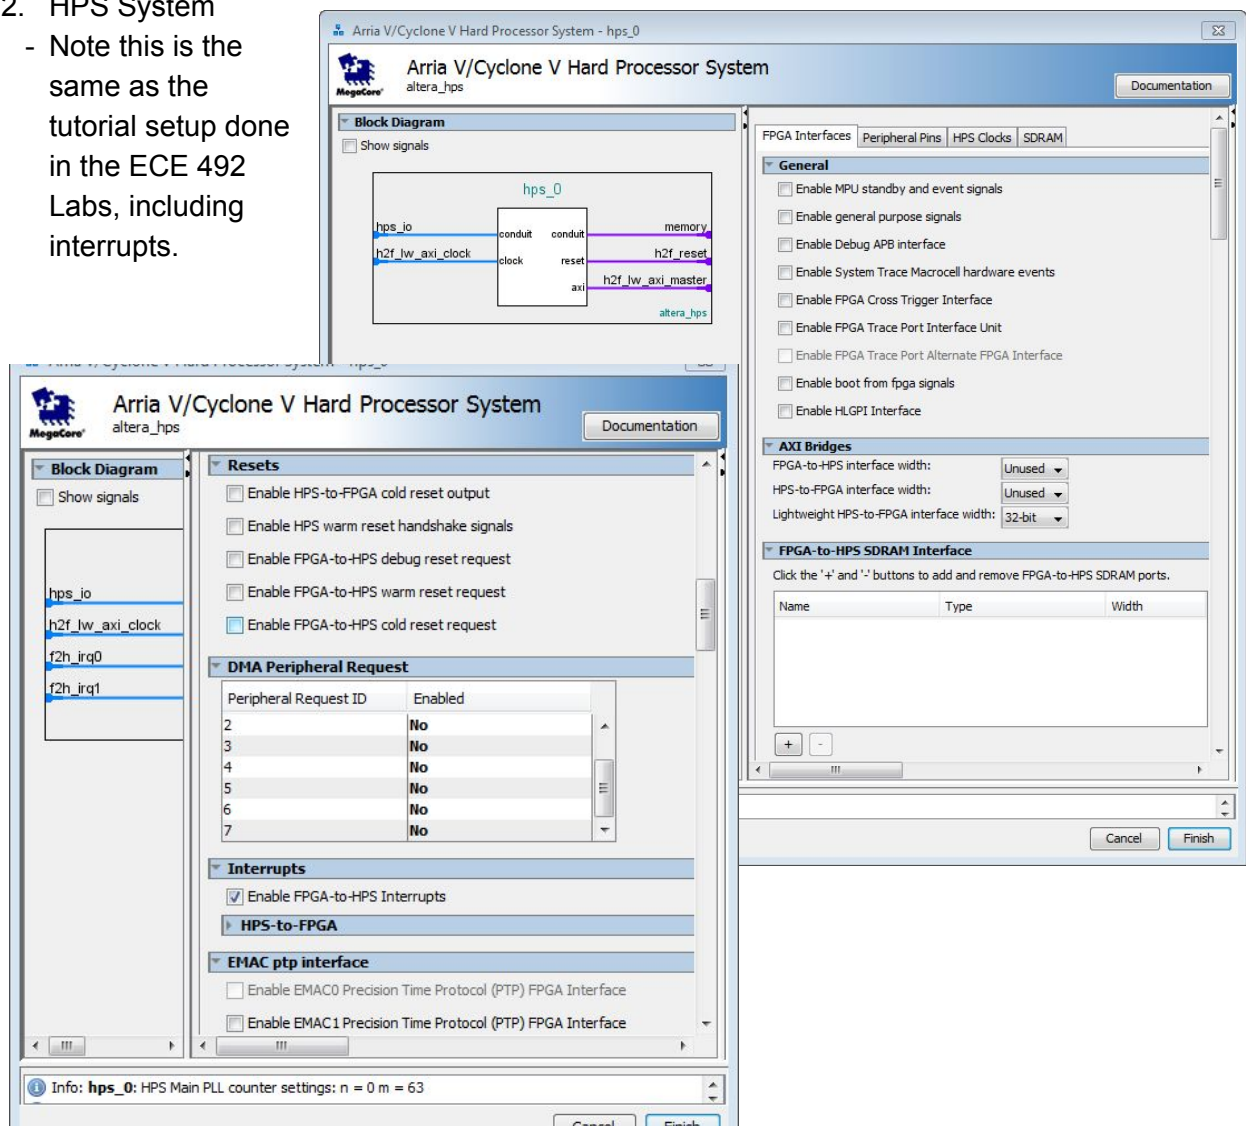 2. HPS System
- Note this is the
same as the
tutorial setup done
in the ECE 492
Labs, including
interrupts.
Arria V/Cyclone V Hard Processor System - hps_0
MegaCore'
Arria V/Cyclone V Hard Processor System
altera_hps
Documentation
Block Diagram
Show signals
hps_0
hps_io
conduit
conduit
memory
h2f_lw_axi_clock
clock
reset
h2f_reset
axi
h2f_lw_axi_master
altera_hps
FPGA Interfaces
Peripheral Pins
HPS Clocks
SDRAM
General
Enable MPU standby and event signals
Enable general purpose signals
Enable Debug APB interface
Enable System Trace Macrocell hardware events
Enable FPGA Cross Trigger Interface
Enable FPGA Trace Port Interface Unit
Enable FPGA Trace Port Alternate FPGA Interface
Enable boot from fpga signals
Enable HLGPI Interface
AXI Bridges
FPGA-to-HPS interface width: Unused
HPS-to-FPGA interface width: Unused
Lightweight HPS-to-FPGA interface width: 32-bit
FPGA-to-HPS SDRAM Interface
Click the '+' and '-' buttons to add and remove FPGA-to-HPS SDRAM ports.
Name Type Width
+ -
Cancel Finish
Arria V/Cyclone V Hard Processor System - hps_0
MegaCore'
Arria V/Cyclone V Hard Processor System
altera_hps
Documentation
Block Diagram
Show signals
hps_io
h2f_lw_axi_clock
f2h_irq0
f2h_irq1
Resets
Enable HPS-to-FPGA cold reset output
Enable HPS warm reset handshake signals
Enable FPGA-to-HPS debug reset request
Enable FPGA-to-HPS warm reset request
Enable FPGA-to-HPS cold reset request
DMA Peripheral Request
Peripheral Request ID Enabled
2 No
3 No
4 No
5 No
6 No
7 No
Interrupts
Enable FPGA-to-HPS Interrupts
HPS-to-FPGA
EMAC ptp interface
Enable EMAC0 Precision Time Protocol (PTP) FPGA Interface
Enable EMAC1 Precision Time Protocol (PTP) FPGA Interface
Info: hps_0: HPS Main PLL counter settings: n = 0 m = 63
Cancel Finish